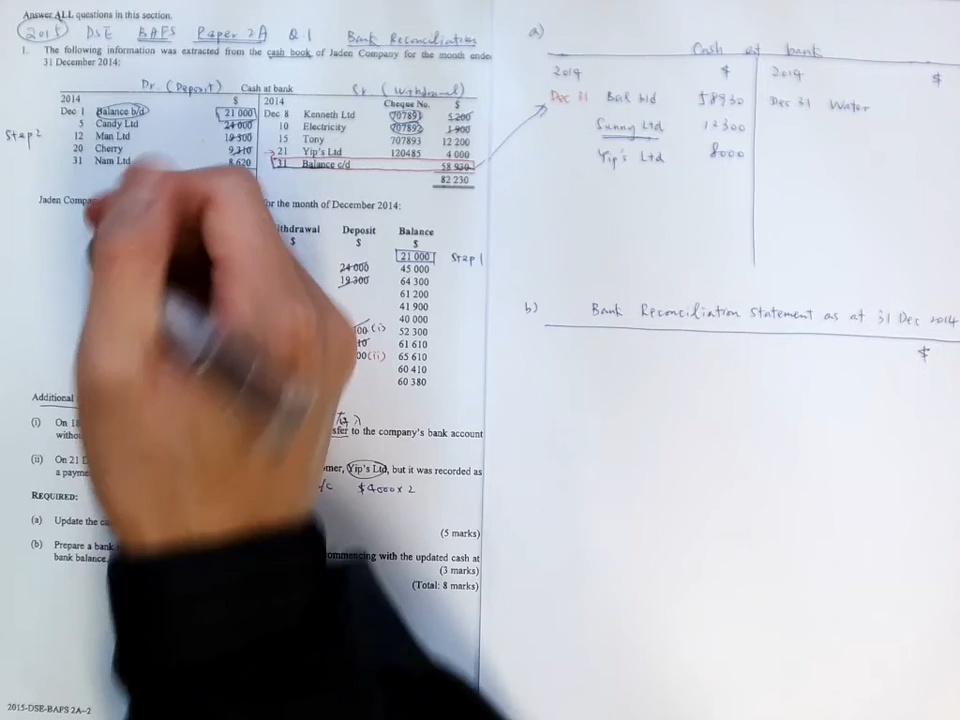 Answer ALL questions in this section.
2015 DSE BAFS Paper 2A Q.1 Bank Reconciliation
1. The following information was extracted from the cash book of Jaden Company for the month ende
31 December 2014:
Dr. (Deposit) Cash at bank Cr (Withdrawal)
2014 $ 2014 Cheque No. $
Dec 1 Balance b/d 21 000 Dec 8 Kenneth Ltd 707891 5 200
5 Candy Ltd 24 000 10 Electricity 707892 1 900
Step 2 12 Man Ltd 19 300 15 Tony 707893 12 200
20 Cherry 9 310 21 Yip's Ltd 120485 4 000
31 Nam Ltd 8 620 31 Balance c/d 58 930
82 230
Jaden Compa for the month of December 2014:
thdrawal Deposit Balance
$ $ $
21 000 Step 1
24 000 45 000
19 300 64 300
61 200
41 900
40 000
00 (i) 52 300
10 61 610
00 (ii) 65 610
60 410
60 380
Additional
(i) On 18
sfer to the company's bank account
witho
(ii) On 21 D
omer, Yip's Ltd, but it was recorded as
a payme
$4000 x 2
REQUIRED:
(a) Update the ca
(5 marks)
(b) Prepare a bank
ommencing with the updated cash at
bank balance.
(3 marks)
(Total: 8 marks)
2015-DSE-BAFS 2A-2
a)
Cash at bank
2014 $ 2014 $
Dec 31 Bal b/d 58930 Dec 31 Water
Sunny Ltd 12300
Yip's Ltd 8000
b) Bank Reconciliation Statement as at 31 Dec 2014
$